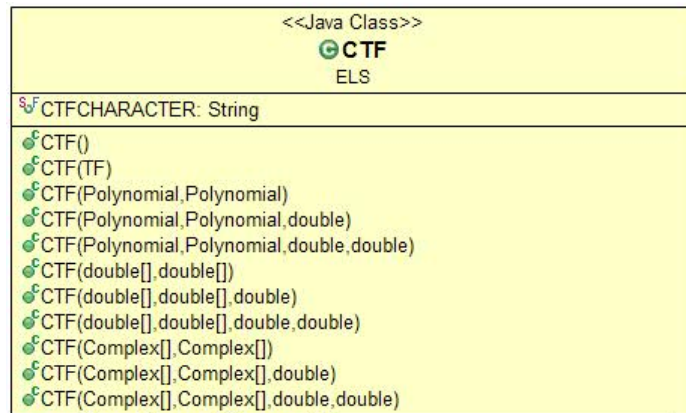 <<Java Class>>
CTF
ELS
CTFCHARACTER: String
CTF()
CTF(TF)
CTF(Polynomial,Polynomial)
CTF(Polynomial,Polynomial,double)
CTF(Polynomial,Polynomial,double,double)
CTF(double[],double[])
CTF(double[],double[],double)
CTF(double[],double[],double,double)
CTF(Complex[],Complex[])
CTF(Complex[],Complex[],double)
CTF(Complex[],Complex[],double,double)